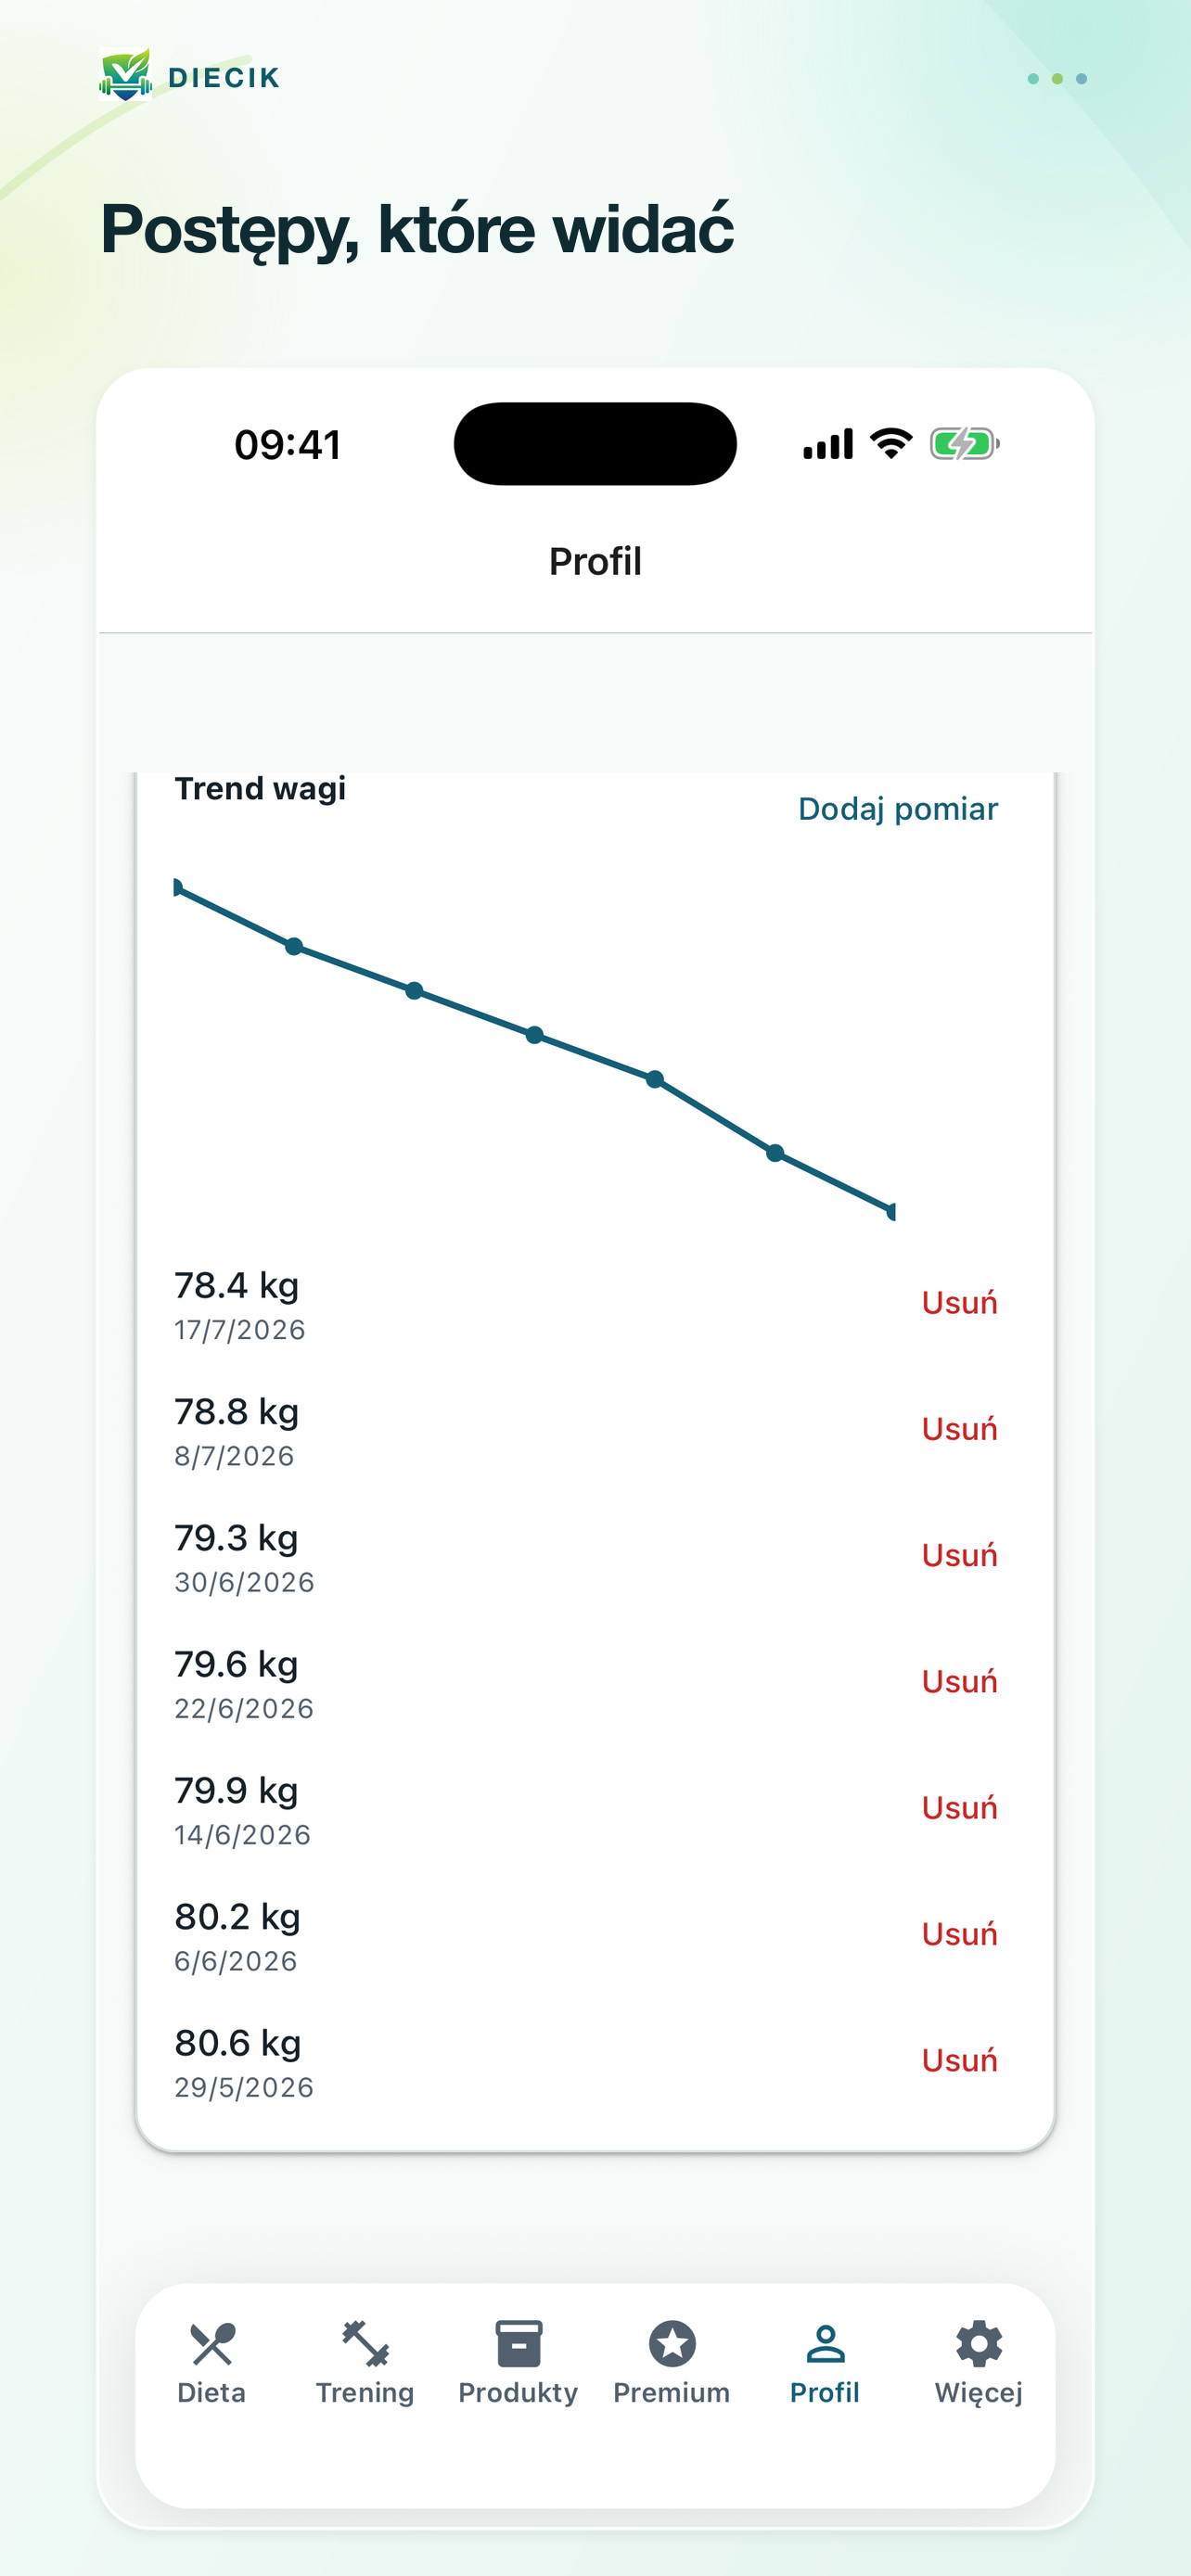 DIECIK
Postępy, które widać
09:41
Profil
Trend wagi
Dodaj pomiar
78.4 kg
17/7/2026
Usuń
78.8 kg
8/7/2026
Usuń
79.3 kg
30/6/2026
Usuń
79.6 kg
22/6/2026
Usuń
79.9 kg
14/6/2026
Usuń
80.2 kg
6/6/2026
Usuń
80.6 kg
29/5/2026
Usuń
Dieta Trening Produkty Premium Profil Więcej